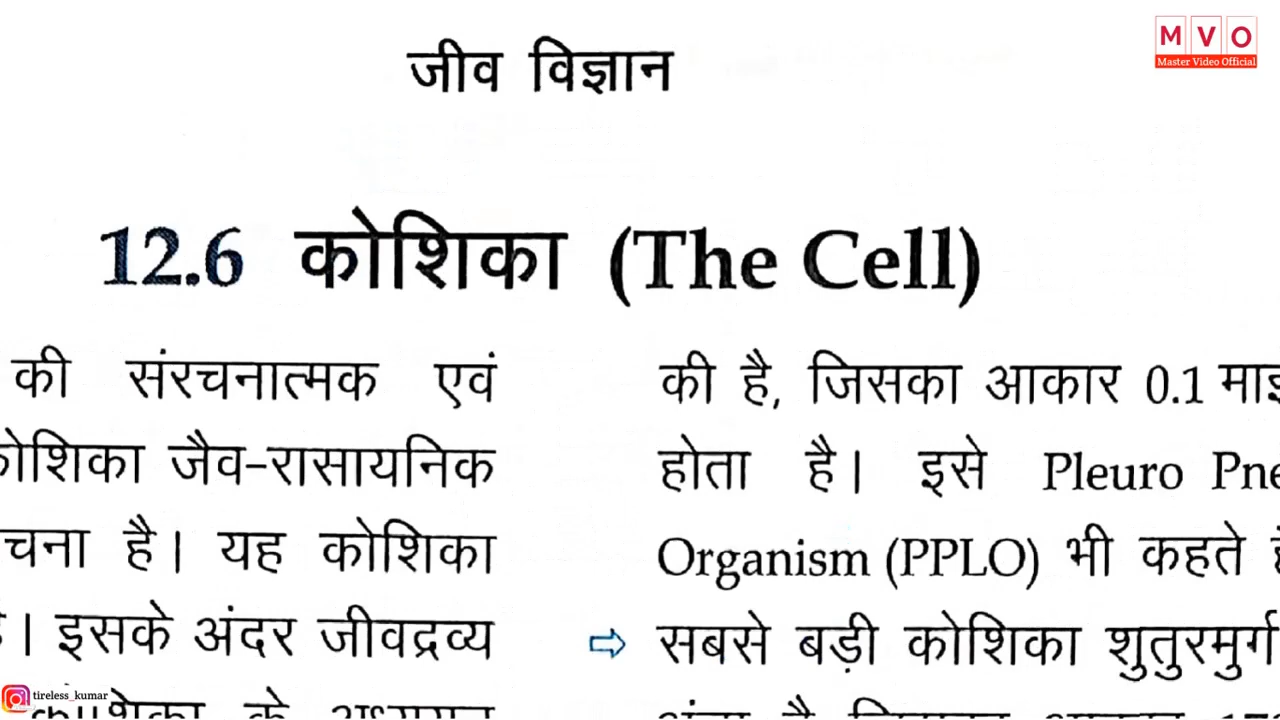 जीव विज्ञान
M V O
Master Video Official
12.6 कोशिका (The Cell)
की संरचनात्मक एवं
कोशिका जैव-रासायनिक
चना है। यह कोशिका
है। इसके अंदर जीवद्रव्य
की है, जिसका आकार 0.1
होता है। इसे Pleuro
Organism (PPLO) भी कहते
⇨ सबसे बड़ी कोशिका शुतुरमुर्ग
tireless_kumar